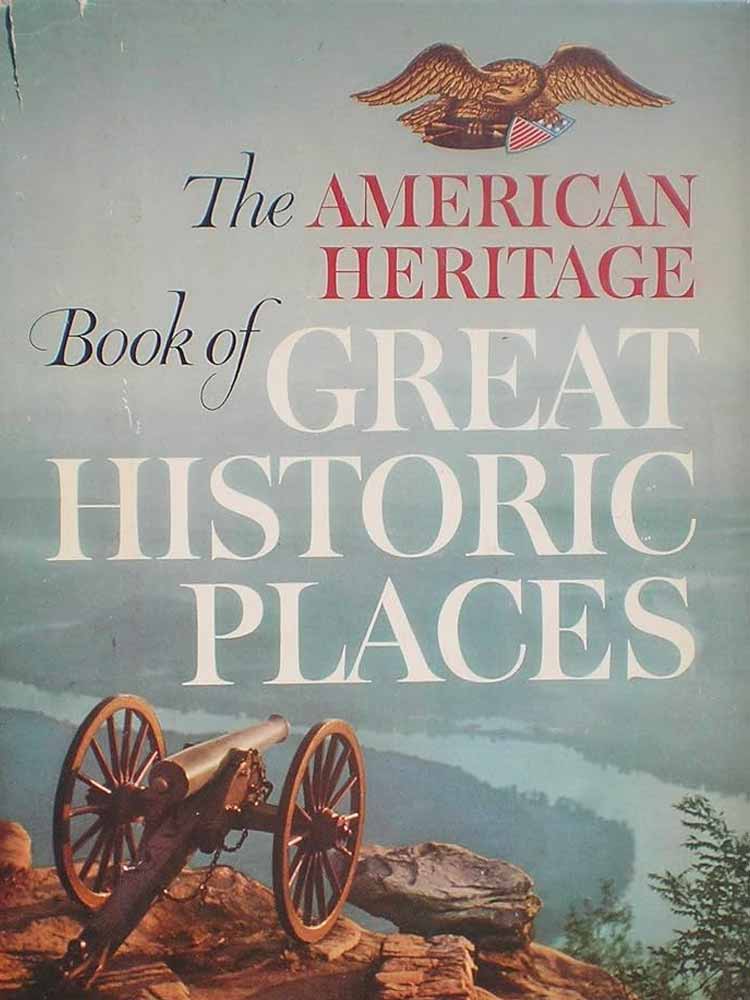 The AMERICAN
HERITAGE
Book of GREAT
HISTORIC
PLACES